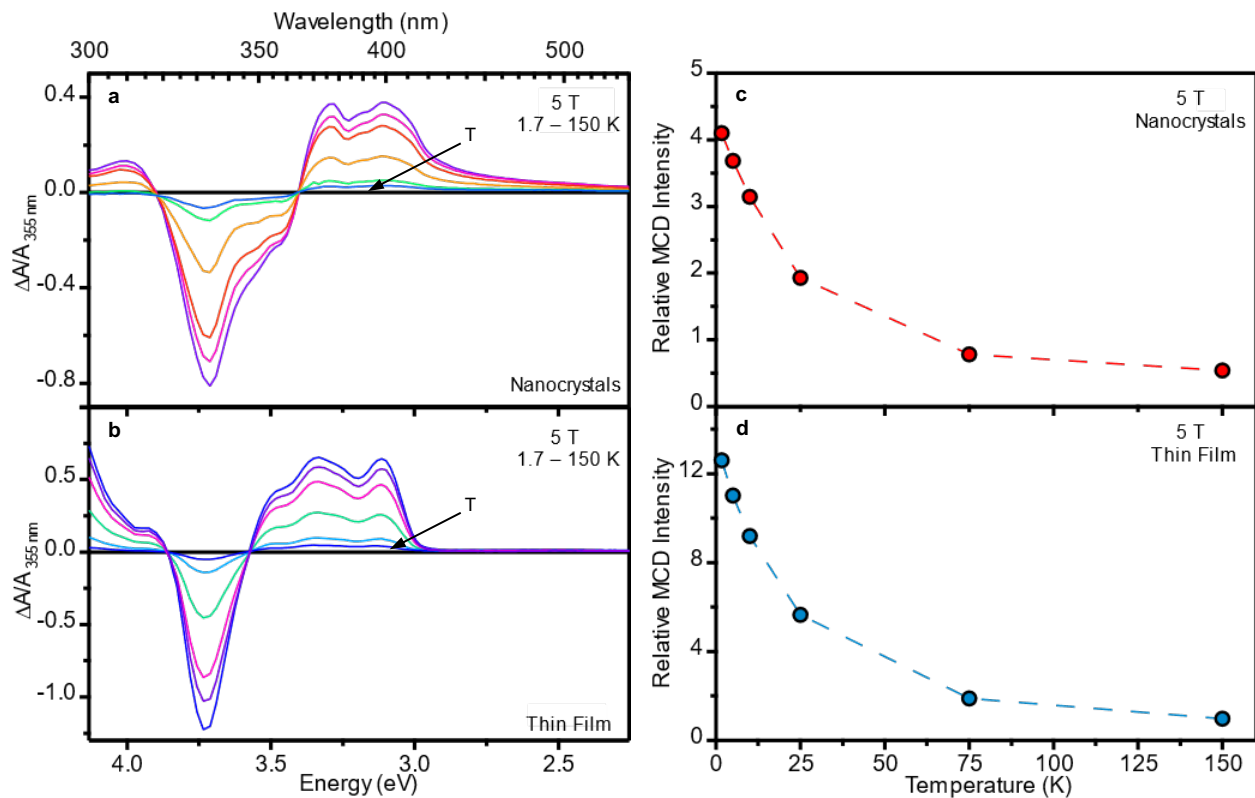 Wavelength (nm)
300 350 400 500
a
5 T
1.7 – 150 K
T
0.4
0.0
-0.4
-0.8
ΔA/A355 nm
Nanocrystals
b
5 T
1.7 – 150 K
T
0.5
0.0
-0.5
-1.0
ΔA/A355 nm
Thin Film
4.0 3.5 3.0 2.5
Energy (eV)
c
5 T
Nanocrystals
5
4
3
2
1
0
Relative MCD Intensity
d
5 T
Thin Film
12
8
4
0
Relative MCD Intensity
0 25 50 75 100 125 150
Temperature (K)